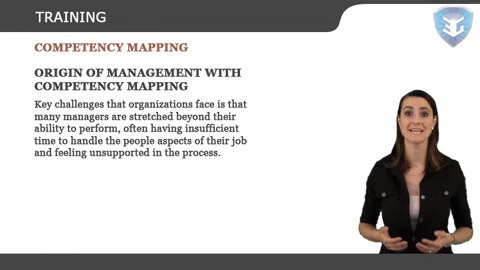 TRAINING
COMPETENCY MAPPING
ORIGIN OF MANAGEMENT WITH
COMPETENCY MAPPING
Key challenges that organizations face is that
many managers are stretched beyond their
ability to perform, often having insufficient
time to handle the people aspects of their job
and feeling unsupported in the process.